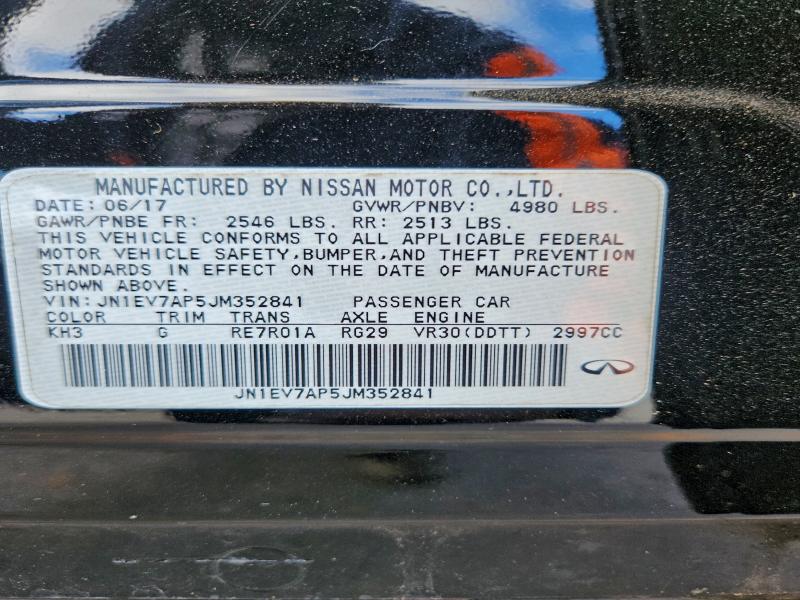 MANUFACTURED BY NISSAN MOTOR CO.,LTD.
DATE: 06/17 GVWR/PNBV: 4980 LBS.
GAWR/PNBE FR: 2546 LBS. RR: 2513 LBS.
THIS VEHICLE CONFORMS TO ALL APPLICABLE FEDERAL
MOTOR VEHICLE SAFETY,BUMPER,AND THEFT PREVENTION
STANDARDS IN EFFECT ON THE DATE OF MANUFACTURE
SHOWN ABOVE.
VIN: JN1EV7AP5JM352841 PASSENGER CAR
COLOR TRIM TRANS AXLE ENGINE
KH3 G RE7R01A RG29 VR30(DDTT) 2997CC
JN1EV7AP5JM352841